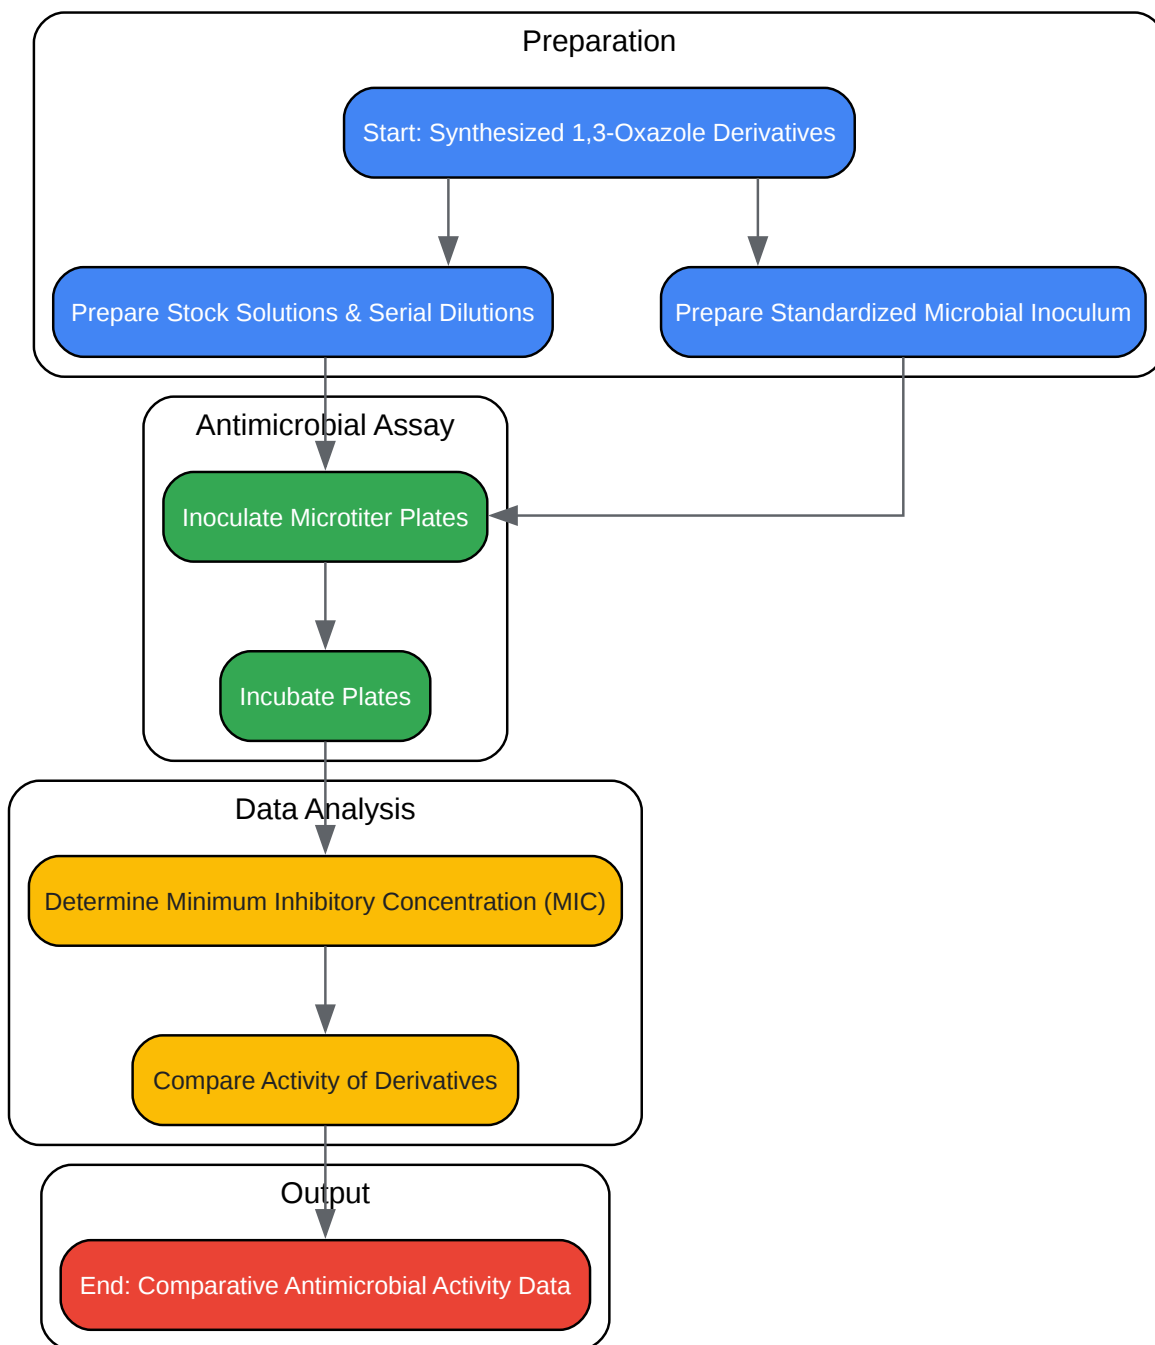 Preparation
Start: Synthesized 1,3-Oxazole Derivatives
Prepare Stock Solutions & Serial Dilutions
Prepare Standardized Microbial Inoculum
Antimicrobial Assay
Inoculate Microtiter Plates
Incubate Plates
Data Analysis
Determine Minimum Inhibitory Concentration (MIC)
Compare Activity of Derivatives
Output
End: Comparative Antimicrobial Activity Data